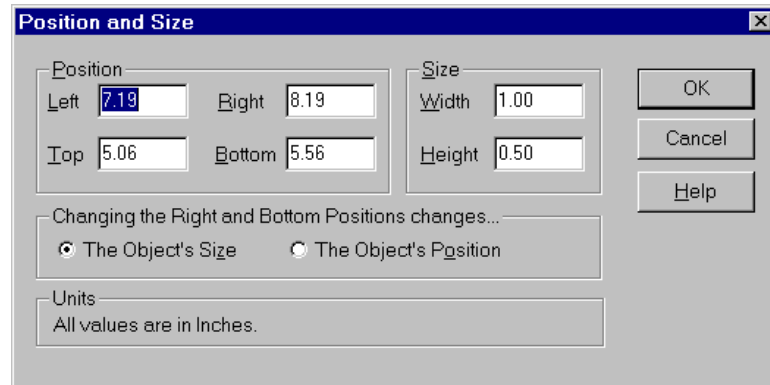 Position and Size
Position
Size
Left 7.19 Right 8.19 Width 1.00 OK
Top 5.06 Bottom 5.56 Height 0.50 Cancel
Help
Changing the Right and Bottom Positions changes...
The Object's Size The Object's Position
Units
All values are in Inches.